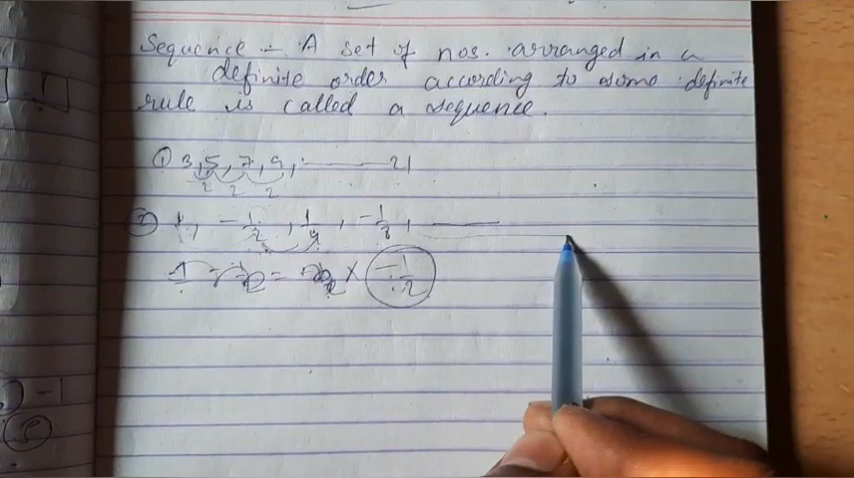 Sequence :- A set of nos. arranged in a
definite order according to some definite
rule is called a sequence.
① 3, 5, 7, 9, ——— 21
2 2 2
② 1, -1/2, 1/4, -1/8, ———
× -1/2